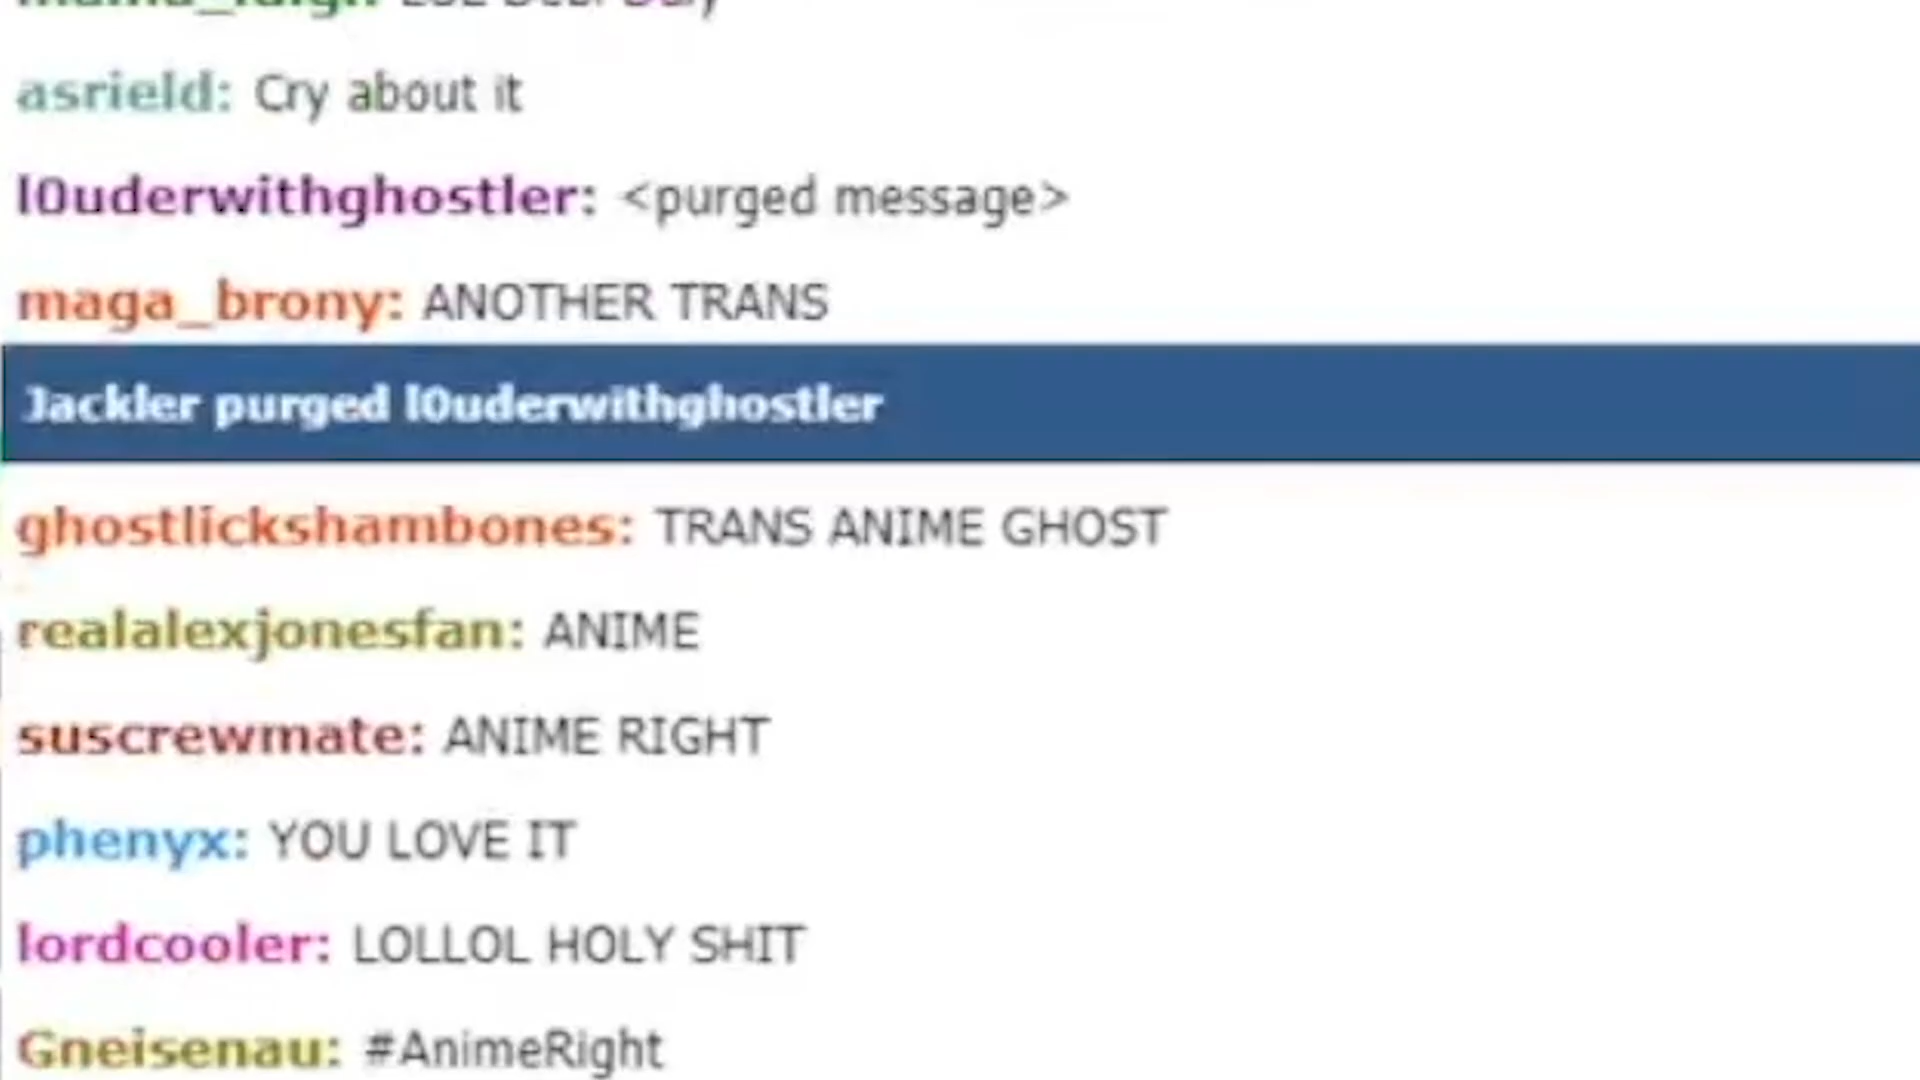 asrield: Cry about it
l0uderwithghostler: <purged message>
maga_brony: ANOTHER TRANS
Jackler purged l0uderwithghostler
ghostlickshambones: TRANS ANIME GHOST
realalexjonesfan: ANIME
suscrewmate: ANIME RIGHT
phenyx: YOU LOVE IT
lordcooler: LOLLOL HOLY SHIT
Gneisenau: #AnimeRight